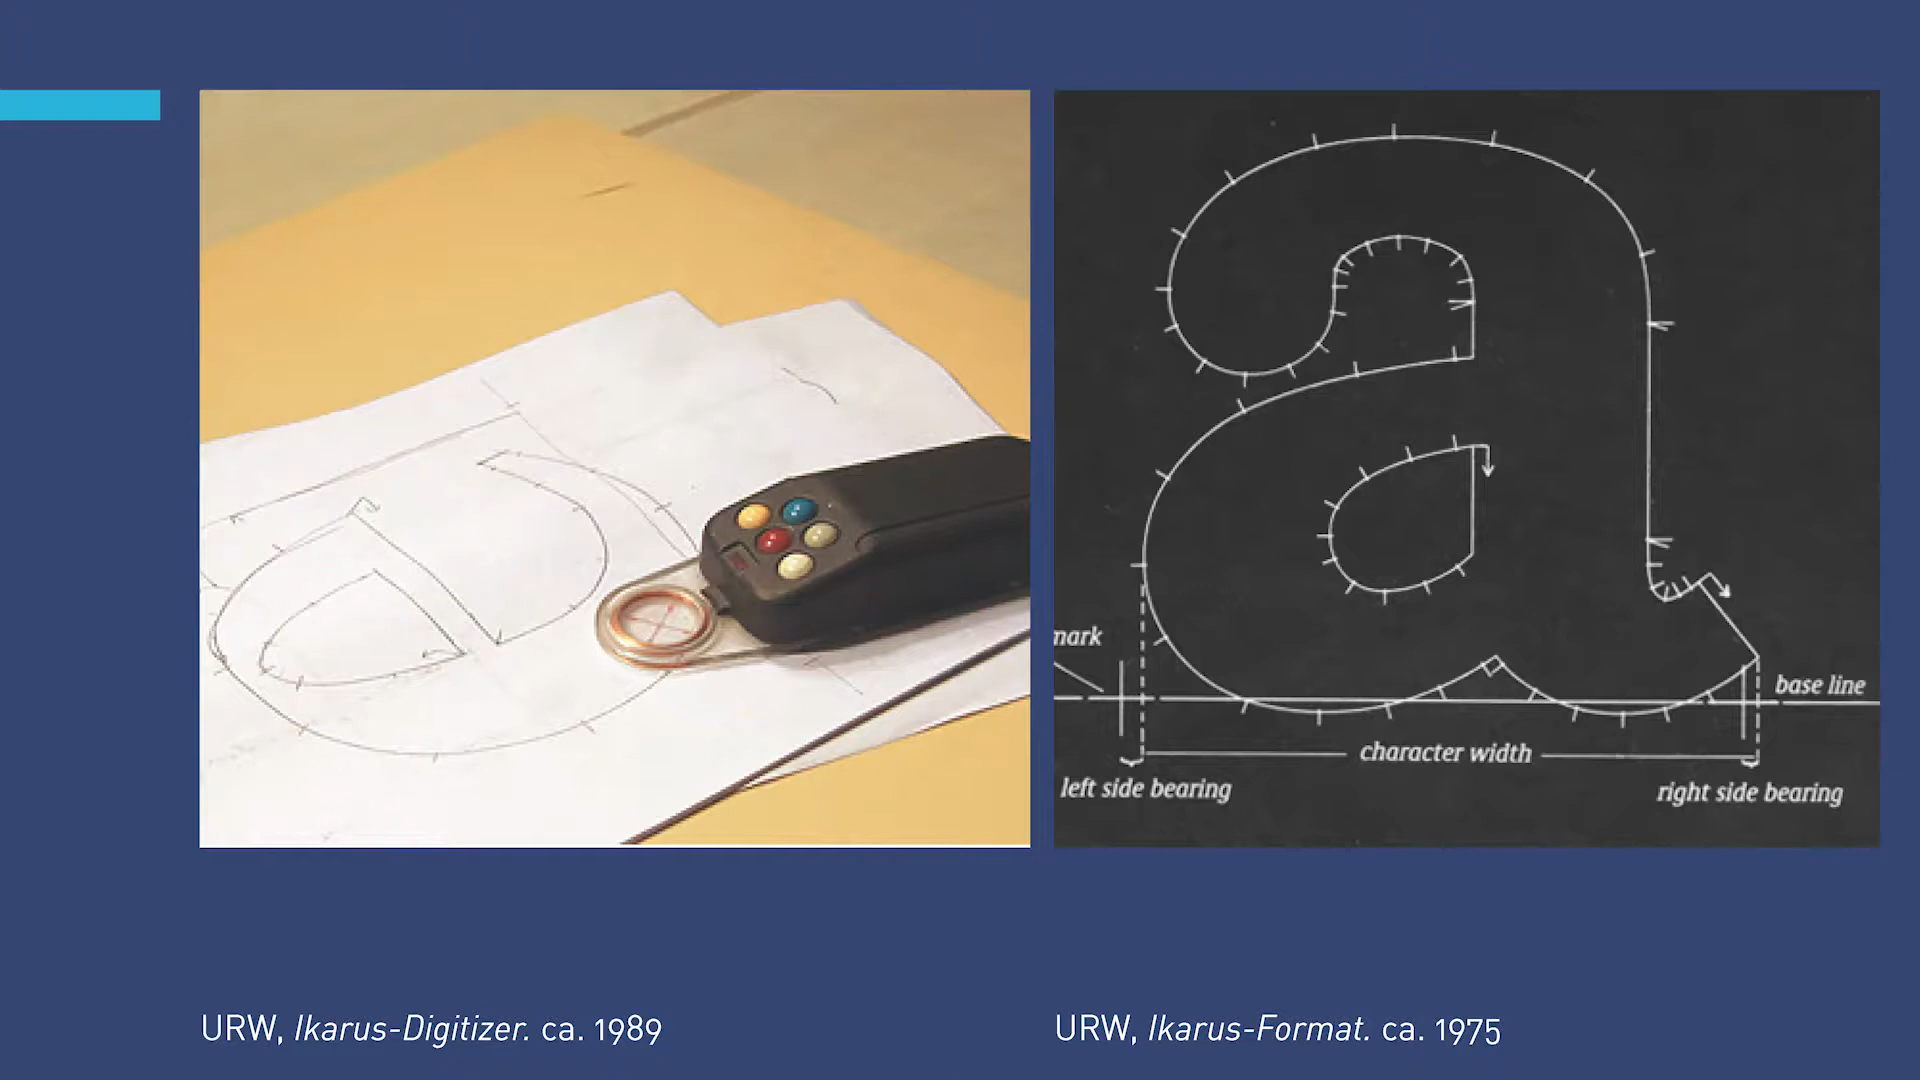 mark
base line
character width
left side bearing
right side bearing
URW, Ikarus-Digitizer. ca. 1989
URW, Ikarus-Format. ca. 1975